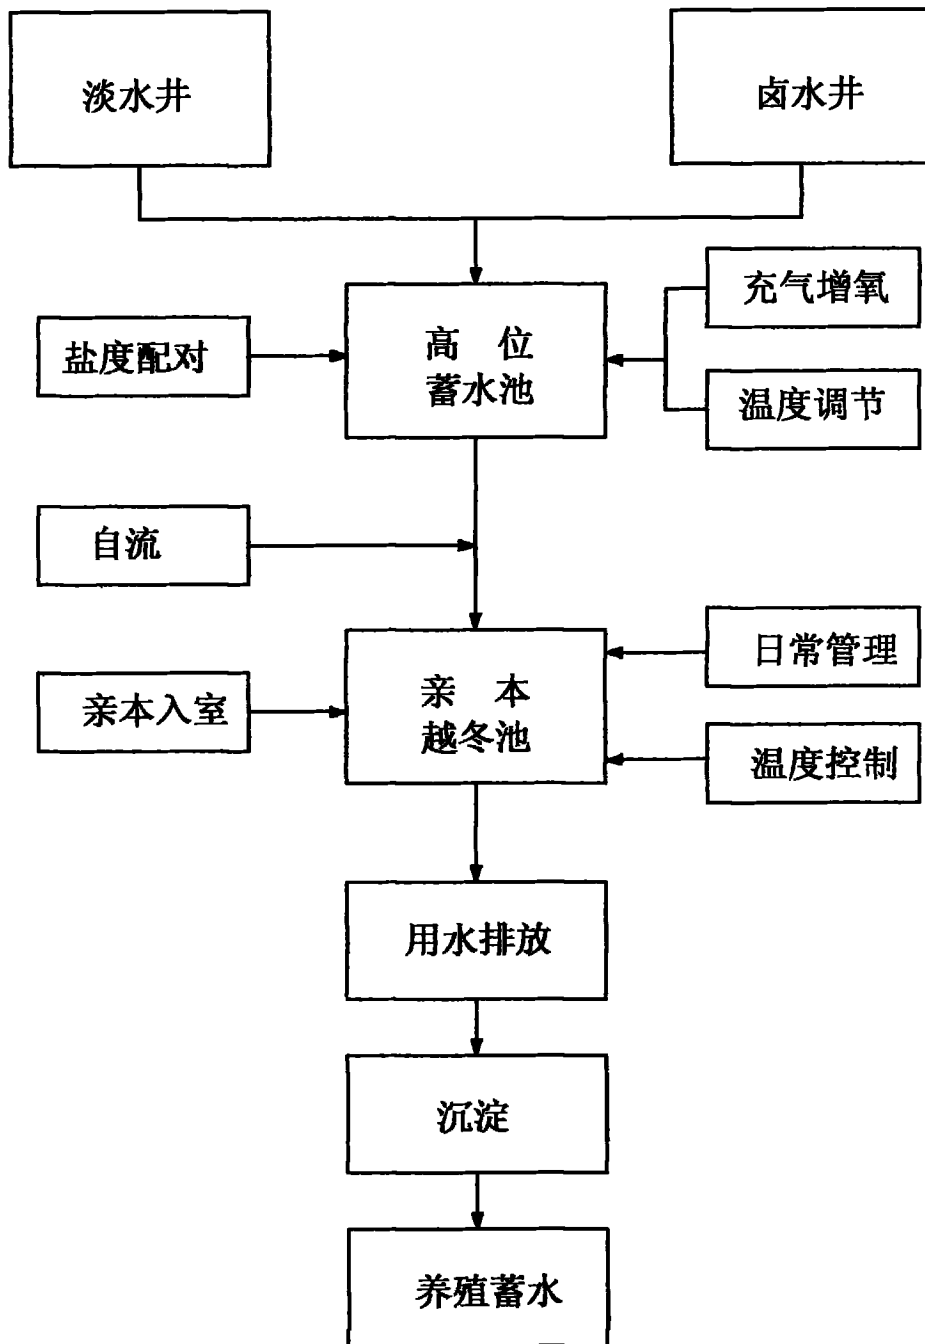 淡水井
卤水井
充气增氧
盐度配对
高 位
蓄水池
温度调节
自流
日常管理
亲本入室
亲 本
越冬池
温度控制
用水排放
沉淀
养殖蓄水